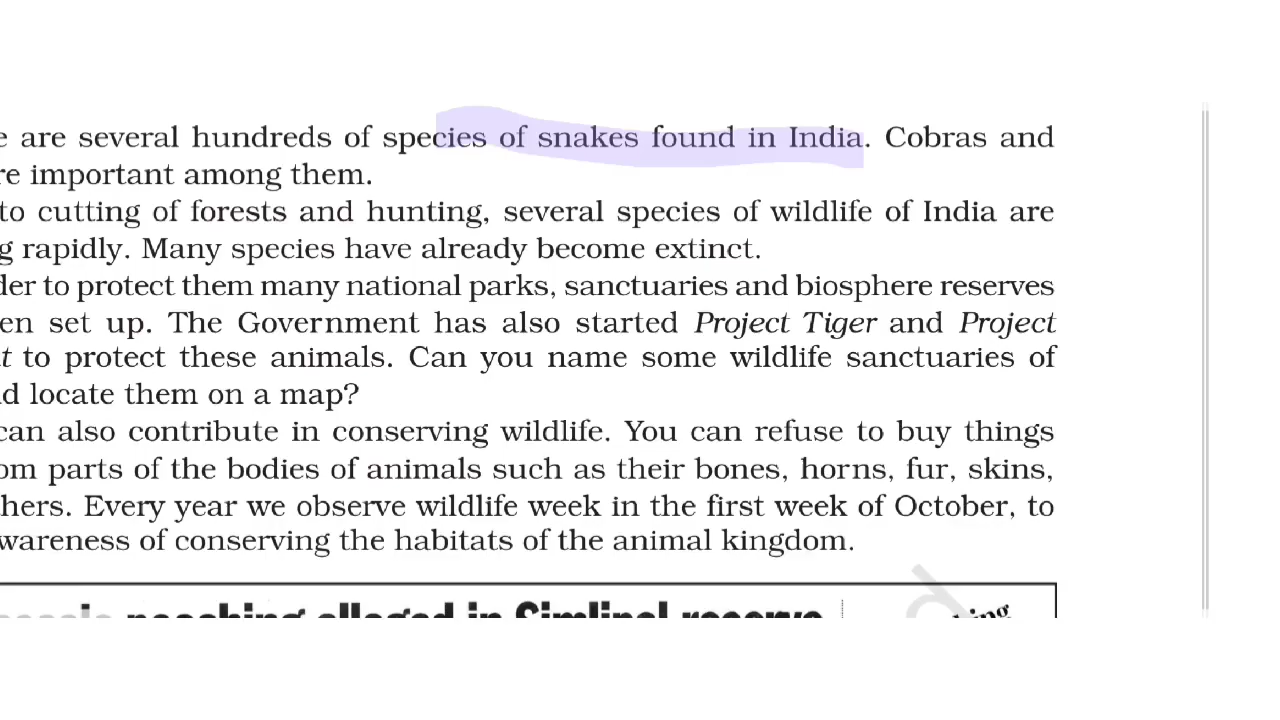 e are several hundreds of species of snakes found in India. Cobras and
re important among them.
to cutting of forests and hunting, several species of wildlife of India are
g rapidly. Many species have already become extinct.
der to protect them many national parks, sanctuaries and biosphere reserves
en set up. The Government has also started Project Tiger and Project
t to protect these animals. Can you name some wildlife sanctuaries of
d locate them on a map?
can also contribute in conserving wildlife. You can refuse to buy things
om parts of the bodies of animals such as their bones, horns, fur, skins,
hers. Every year we observe wildlife week in the first week of October, to
wareness of conserving the habitats of the animal kingdom.
poaching alleged in Simlipal reserve